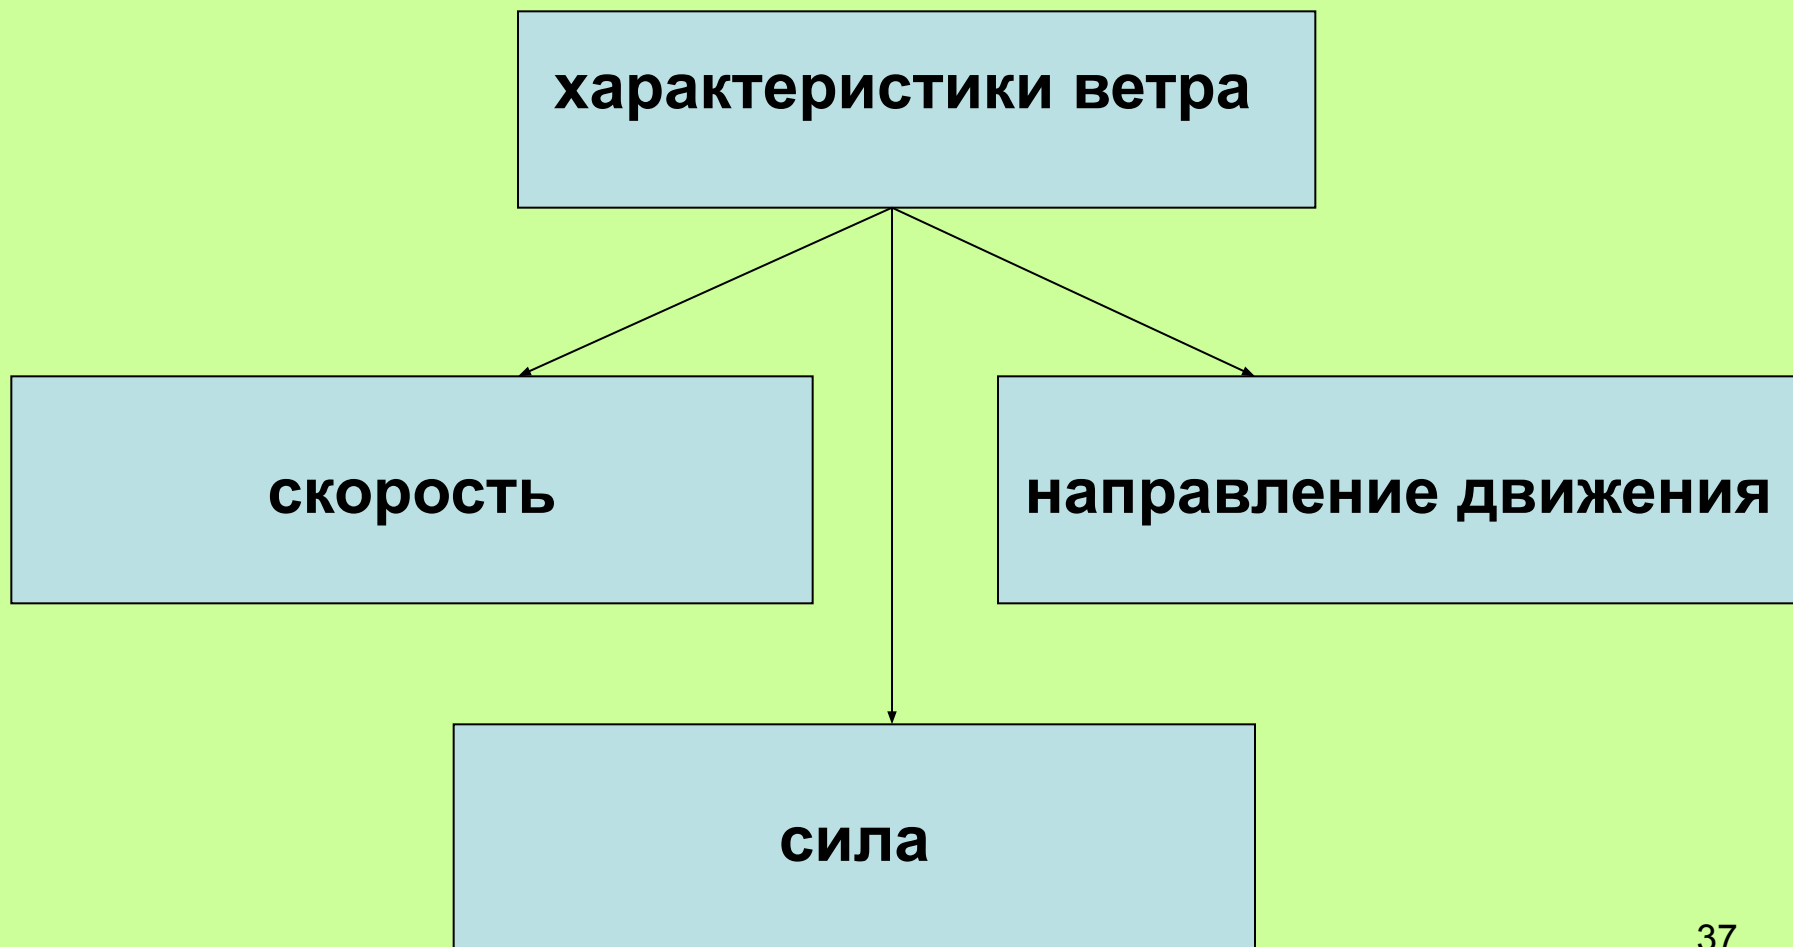 характеристики ветра
скорость
направление движения
сила
37